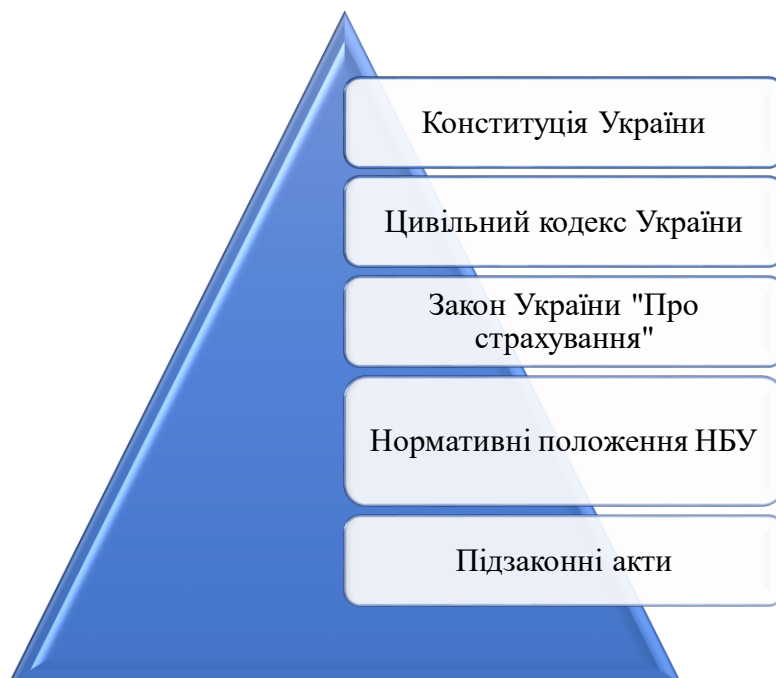 Конституція України
Цивільний кодекс України
Закон України "Про
страхування"
Нормативні положення НБУ
Підзаконні акти